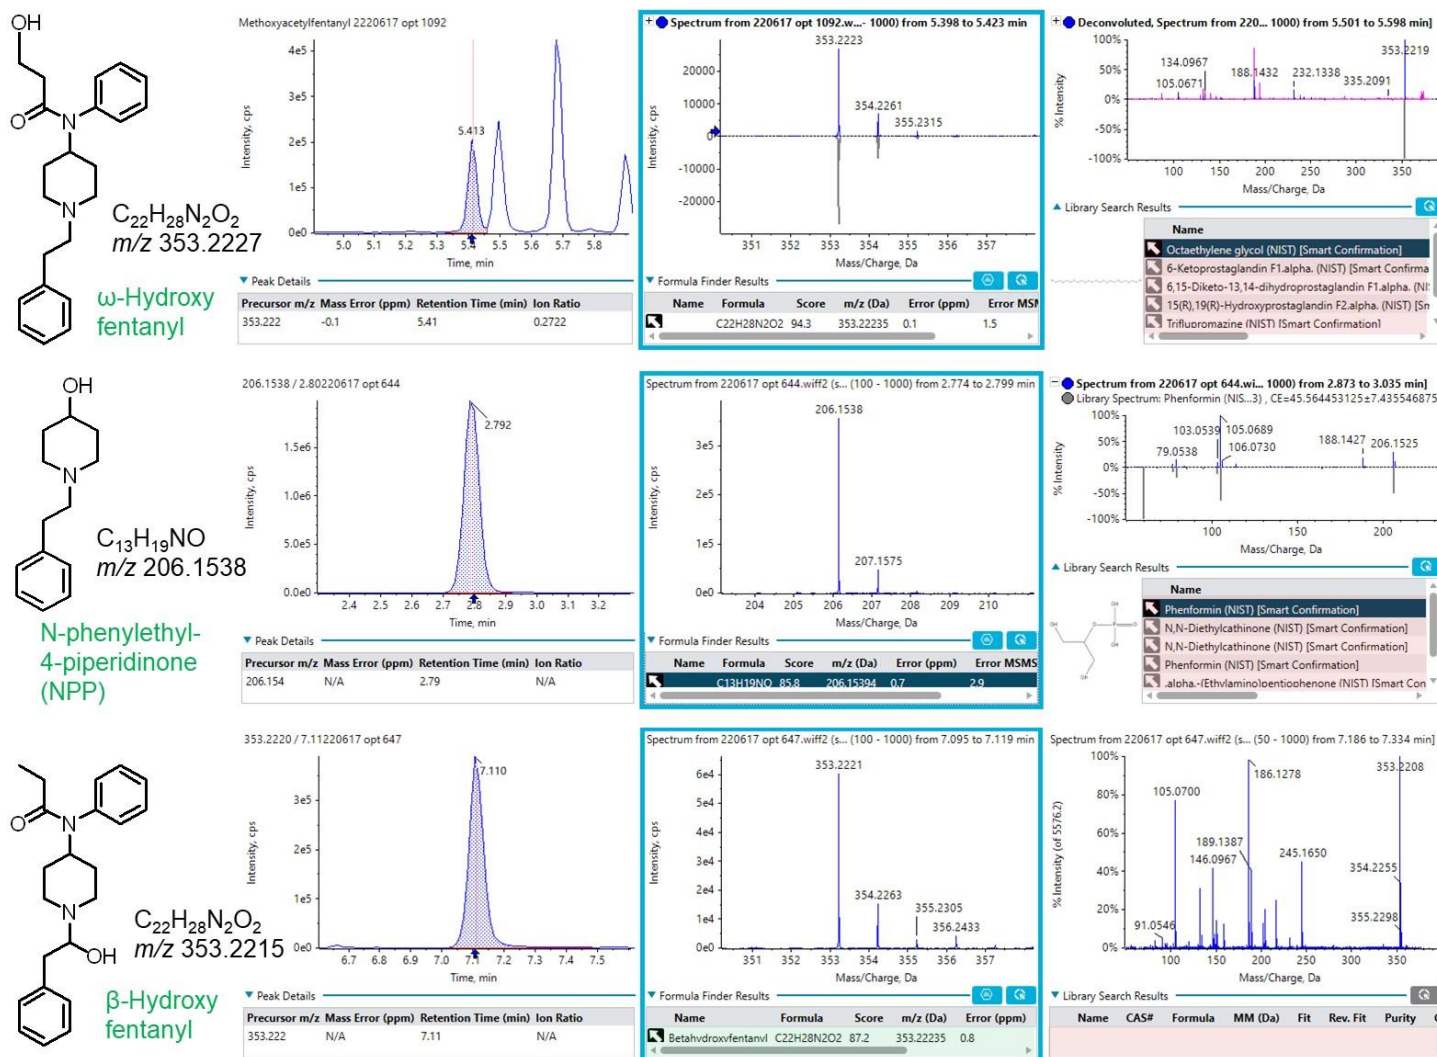 Methoxyacetylfentanyl 2220617 opt 1092
Spectrum from 220617 opt 1092.w...- 1000) from 5.398 to 5.423 min
Deconvoluted, Spectrum from 220... 1000) from 5.501 to 5.598 min]
OH
O
N
N
C₂₂H₂₈N₂O₂
m/z 353.2227
ω-Hydroxy
fentanyl
Intensity, cps
4e5
3e5
2e5
1e5
0e0
5.413
5.0 5.1 5.2 5.3 5.4 5.5 5.6 5.7 5.8
Time, min
Peak Details
Precursor m/z Mass Error (ppm) Retention Time (min) Ion Ratio
353.222 -0.1 5.41 0.2722
Intensity, cps
20000
10000
0
-10000
-20000
353.2223
354.2261
355.2315
351 352 353 354 355 356 357
Mass/Charge, Da
Formula Finder Results
Name Formula Score m/z (Da) Error (ppm) Error MSM
C22H28N2O2 94.3 353.22235 0.1 1.5
% Intensity
100%
50%
0%
-50%
-100%
353.2219
134.0967
105.0671
188.1432
232.1338
335.2091
100 150 200 250 300 350
Mass/Charge, Da
Library Search Results
Name
Octaethylene glycol (NIST) [Smart Confirmation]
6-Ketoprostaglandin F1.alpha. (NIST) [Smart Confirma
6,15-Diketo-13,14-dihydroprostaglandin F1.alpha. (NI
15(R),19(R)-Hydroxyprostaglandin F2.alpha. (NIST) [Sn
Triflupromazine (NIST) [Smart Confirmation]
OH
N
C₁₃H₁₉NO
m/z 206.1538
N-phenylethyl-
4-piperidinone
(NPP)
206.1538 / 2.80220617 opt 644
Intensity, cps
1.5e6
1.0e6
5.0e5
0.0e0
2.792
2.4 2.5 2.6 2.7 2.8 2.9 3.0 3.1 3.2
Time, min
Peak Details
Precursor m/z Mass Error (ppm) Retention Time (min) Ion Ratio
206.154 N/A 2.79 N/A
Spectrum from 220617 opt 644.wiff2 (s... (100 - 1000) from 2.774 to 2.799 min
Intensity, cps
3e5
2e5
1e5
0e0
206.1538
207.1575
204 205 206 207 208 209 210
Mass/Charge, Da
Formula Finder Results
Name Formula Score m/z (Da) Error (ppm) Error MSMS
C13H19NO 85.8 206.15394 0.7 2.9
Spectrum from 220617 opt 644.wi... 1000) from 2.873 to 3.035 min]
Library Spectrum: Phenformin (NIS...3) , CE=45.564453125±7.435546875
% Intensity
100%
50%
0%
-50%
-100%
103.0539
105.0689
106.0730
79.0538
188.1427
206.1525
100 150 200
Mass/Charge, Da
Library Search Results
Name
Phenformin (NIST) [Smart Confirmation]
N,N-Diethylcathinone (NIST) [Smart Confirmation]
N,N-Diethylcathinone (NIST) [Smart Confirmation]
Phenformin (NIST) [Smart Confirmation]
.alpha.-(Ethylamino)pentiophenone (NIST) [Smart Con
O
N
N
OH
C₂₂H₂₈N₂O₂
m/z 353.2215
β-Hydroxy
fentanyl
353.2220 / 7.11220617 opt 647
Intensity, cps
3e5
2e5
1e5
0e0
7.110
6.7 6.8 6.9 7.0 7.1 7.2 7.3 7.4 7.5
Time, min
Peak Details
Precursor m/z Mass Error (ppm) Retention Time (min) Ion Ratio
353.222 N/A 7.11 N/A
Spectrum from 220617 opt 647.wiff2 (s... (100 - 1000) from 7.095 to 7.119 min
Intensity, cps
6e4
4e4
2e4
0e0
353.2221
354.2263
355.2305
356.2433
351 352 353 354 355 356 357
Mass/Charge, Da
Formula Finder Results
Name Formula Score m/z (Da) Error (ppm)
Betahydroxyfentanyl C22H28N2O2 87.2 353.22235 0.8
Spectrum from 220617 opt 647.wiff2 (s... (50 - 1000) from 7.186 to 7.334 min]
% Intensity (of 5576.2)
100%
80%
60%
40%
20%
0%
353.2208
186.1278
105.0700
189.1387
146.0967
245.1650
354.2255
91.0546
355.2298
100 150 200 250 300 350
Mass/Charge, Da
Library Search Results
Name CAS# Formula MM (Da) Fit Rev. Fit Purity